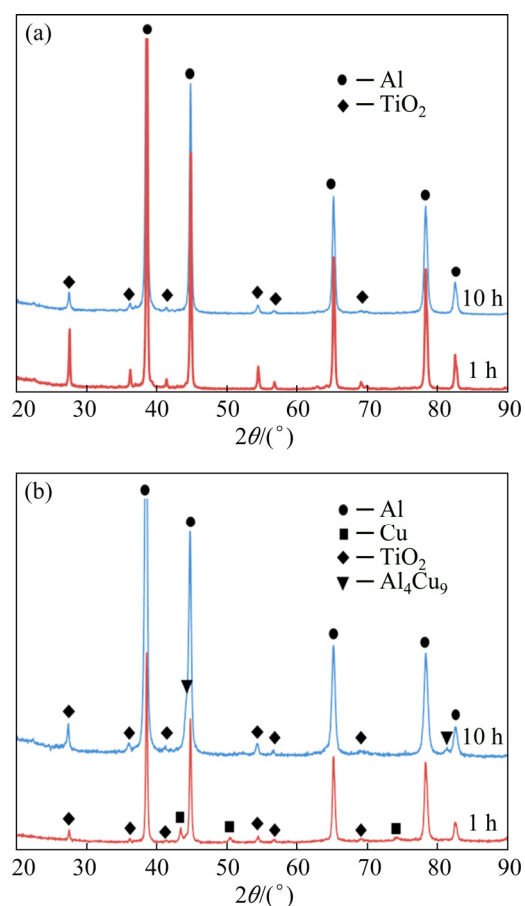 (a)
● — Al
◆ — TiO₂
10 h
1 h
20 30 40 50 60 70 80 90
2θ/(°)
(b)
● — Al
■ — Cu
◆ — TiO₂
▼ — Al₄Cu₉
10 h
1 h
20 30 40 50 60 70 80 90
2θ/(°)